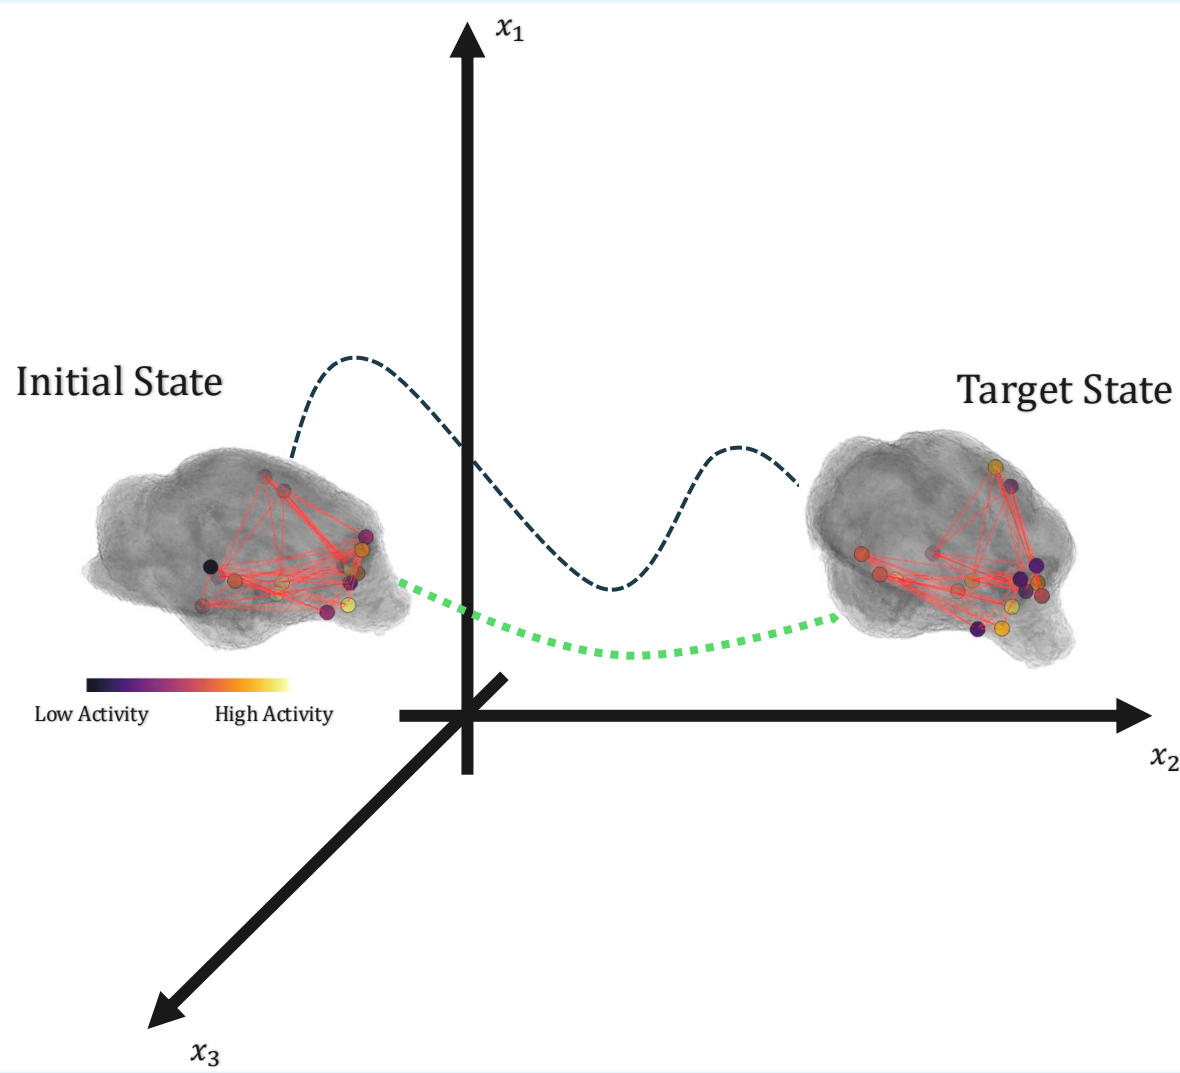 x₁
Initial State
Target State
Low Activity
High Activity
x₂
x₃